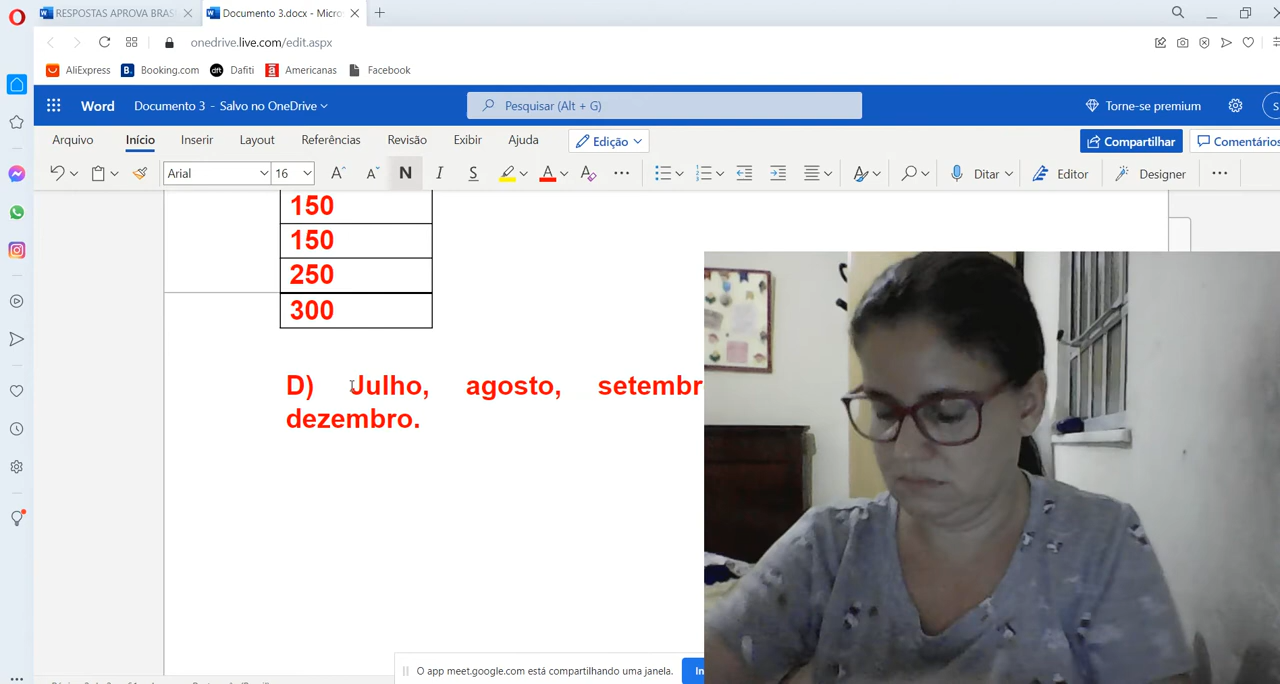 RESPOSTAS APROVA BRAS
Documento 3.docx - Micro
onedrive.live.com/edit.aspx
AliExpress
B. Booking.com
dft Dafiti
a Americanas
Facebook
Word
Documento 3 - Salvo no OneDrive
Pesquisar (Alt + G)
Torne-se premium
S
Arquivo
Início
Inserir
Layout
Referências
Revisão
Exibir
Ajuda
Edição
Compartilhar
Comentários
Arial
16
N
I
S
Ditar
Editor
Designer
150
150
250
300
D) Julho, agosto, setembr
dezembro.
O app meet.google.com está compartilhando uma janela.
In